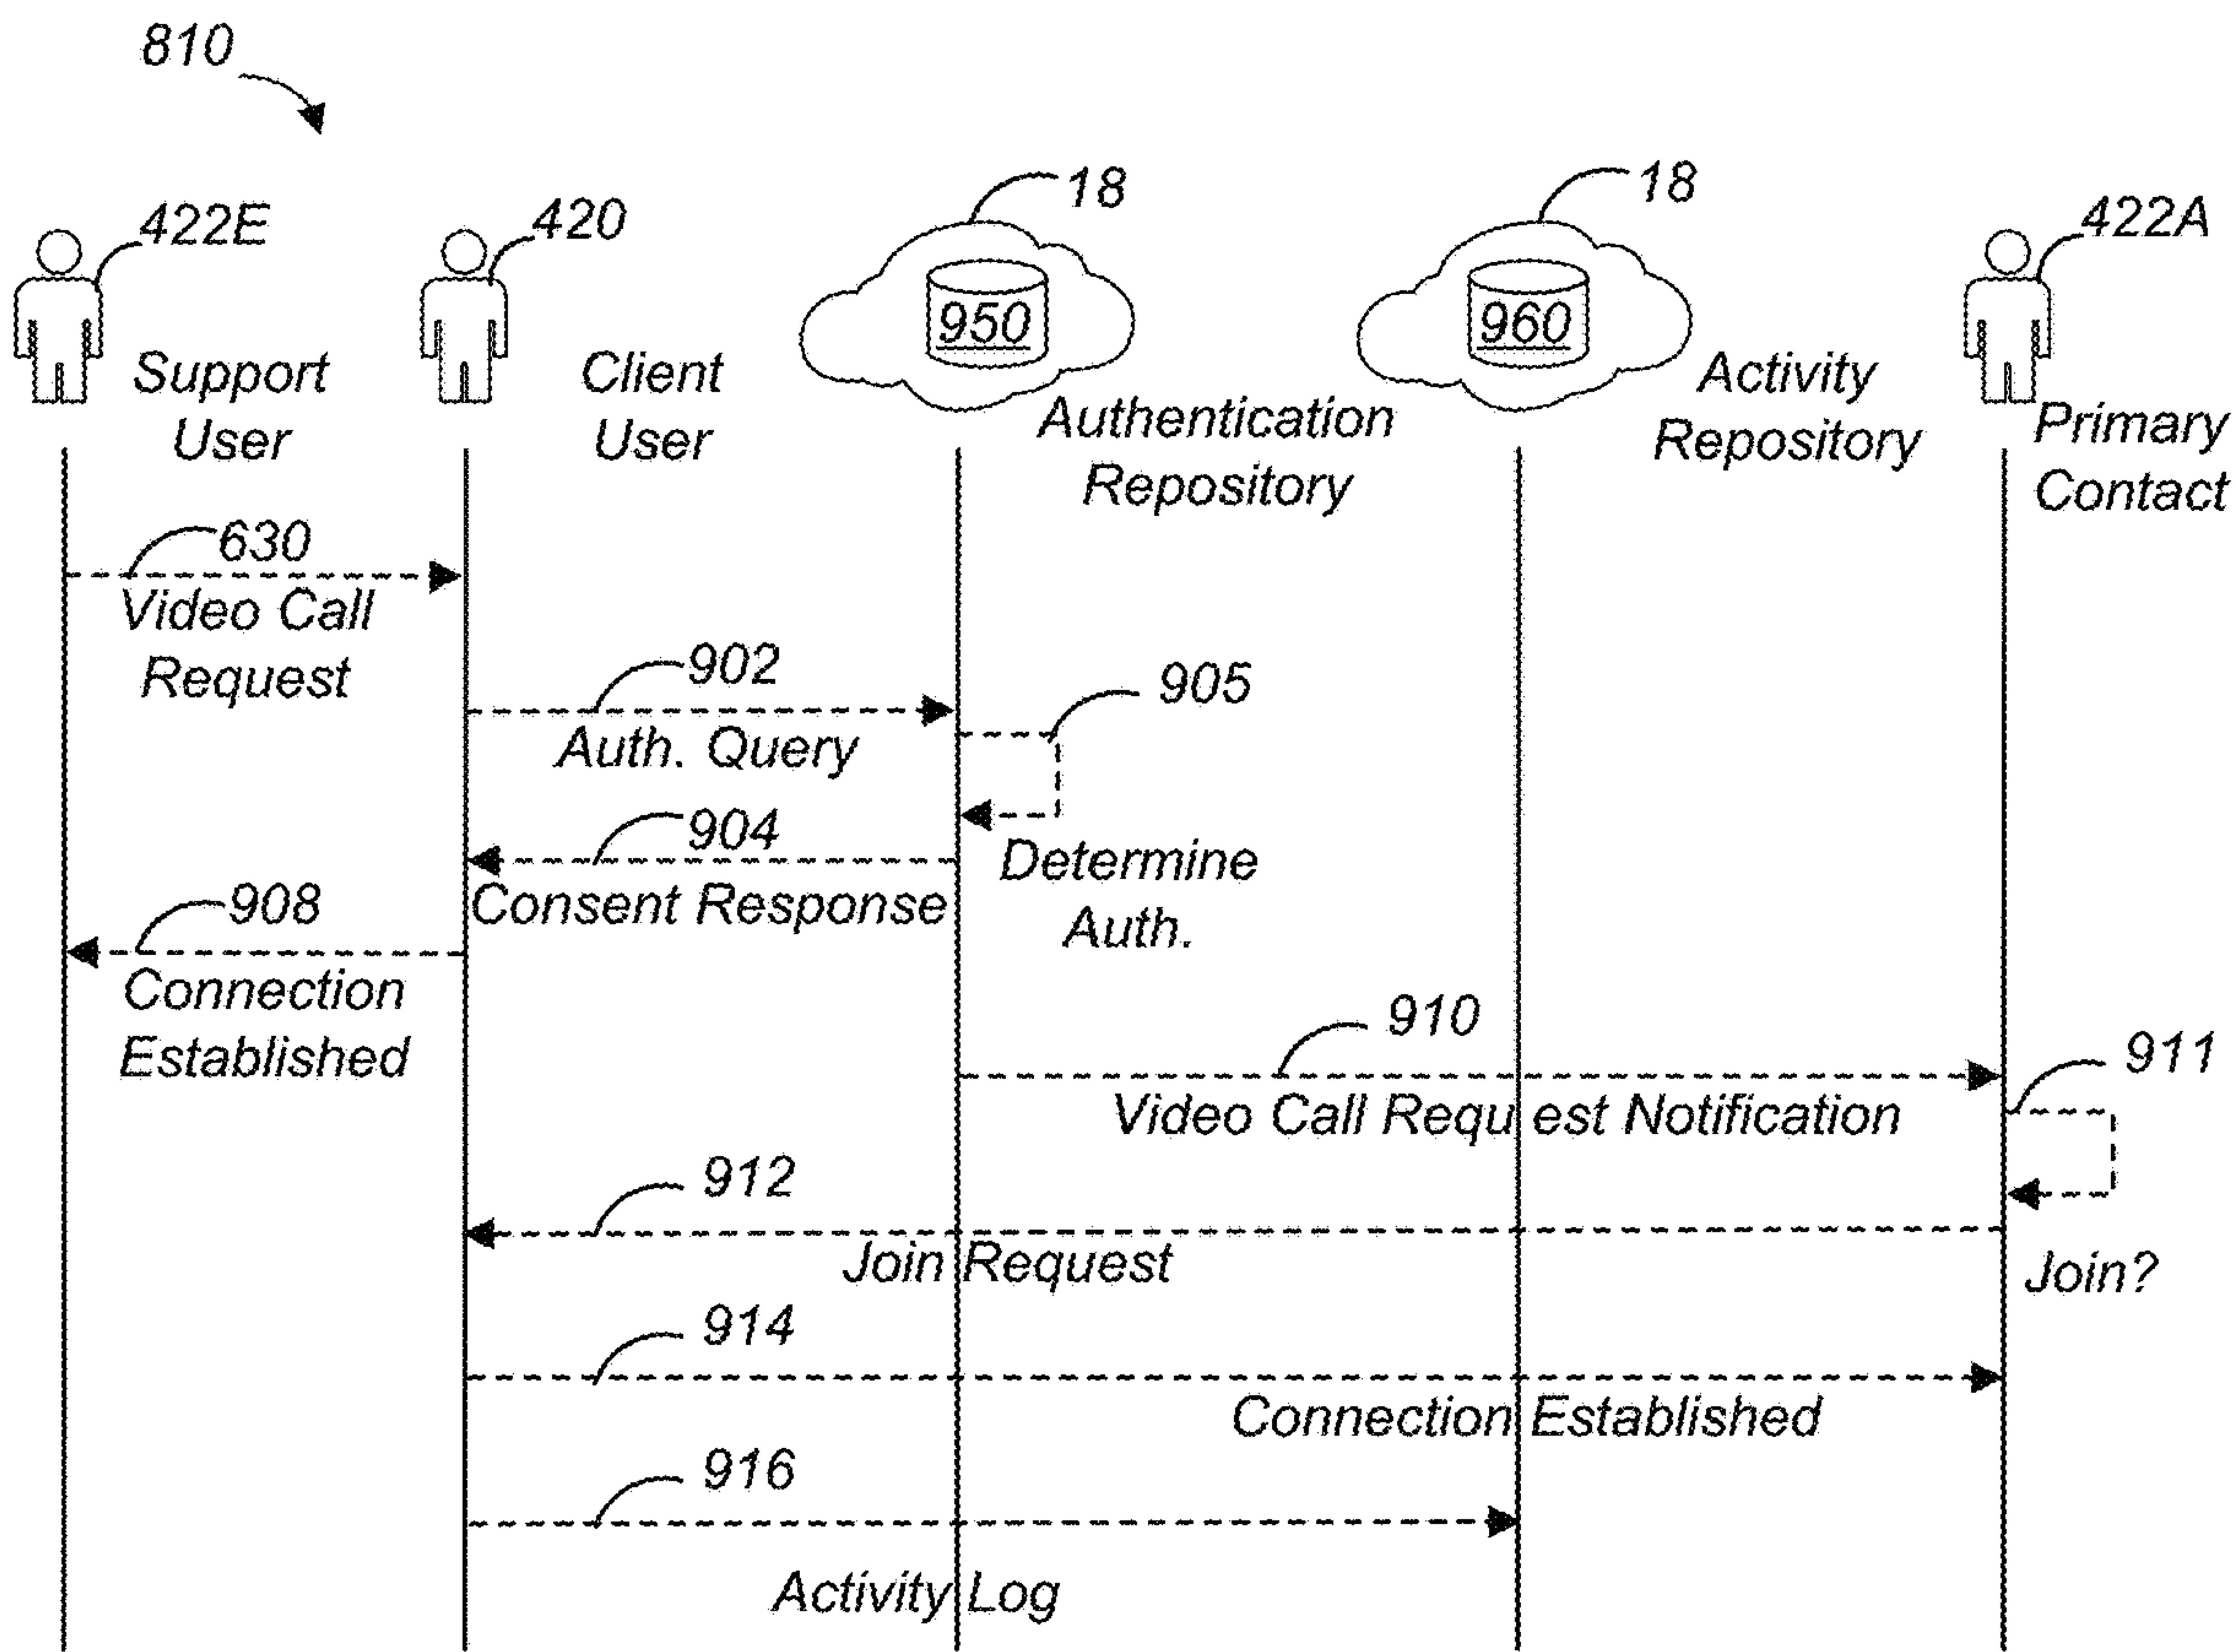 810
422E
420
18
18
422A
950
960
Support
User
Client
User
Authentication
Repository
Activity
Repository
Primary
Contact
630
Video Call
Request
902
Auth. Query
905
904
Consent Response
Determine
Auth.
908
Connection
Established
910
Video Call Request Notification
911
912
Join Request
Join?
914
Connection Established
916
Activity Log